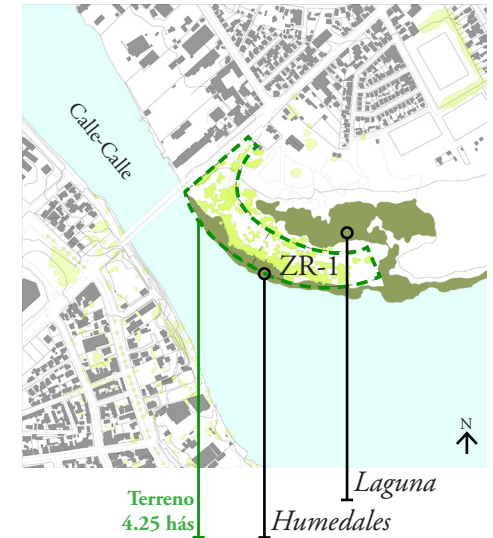 Calle-Calle
ZR-1
N
Laguna
Terreno
4.25 hás
Humedales